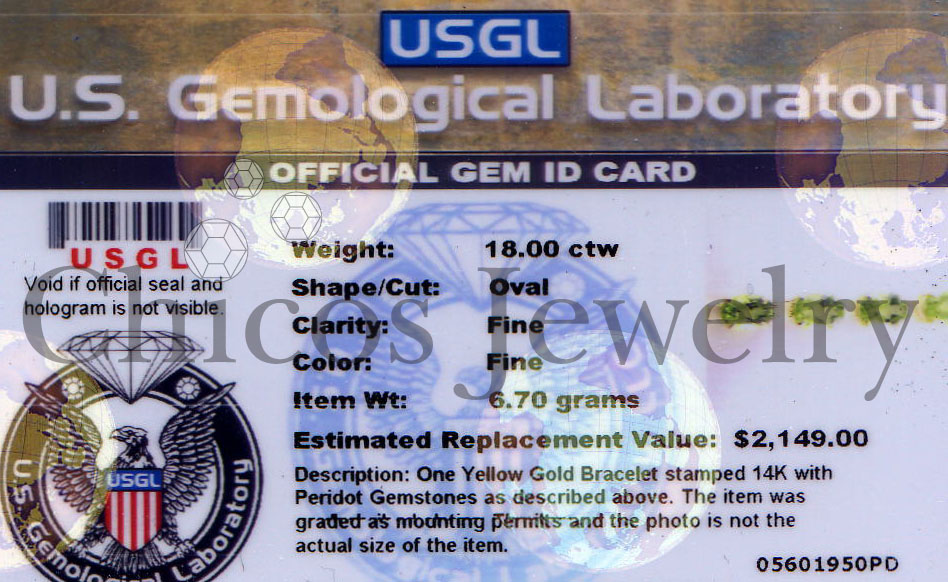 USGL
U.S. Gemological Laboratory
OFFICIAL GEM ID CARD
USGL
Void if official seal and
hologram is not visible.
Weight: 18.00 ctw
Shape/Cut: Oval
Clarity: Fine
Color: Fine
Item Wt: 6.70 grams
Estimated Replacement Value: $2,149.00
Description: One Yellow Gold Bracelet stamped 14K with
Peridot Gemstones as described above. The item was
graded as mounting permits and the photo is not the
actual size of the item.
05601950PD
Chicos Jewelry
USGL
U.S. Gemological Laboratory